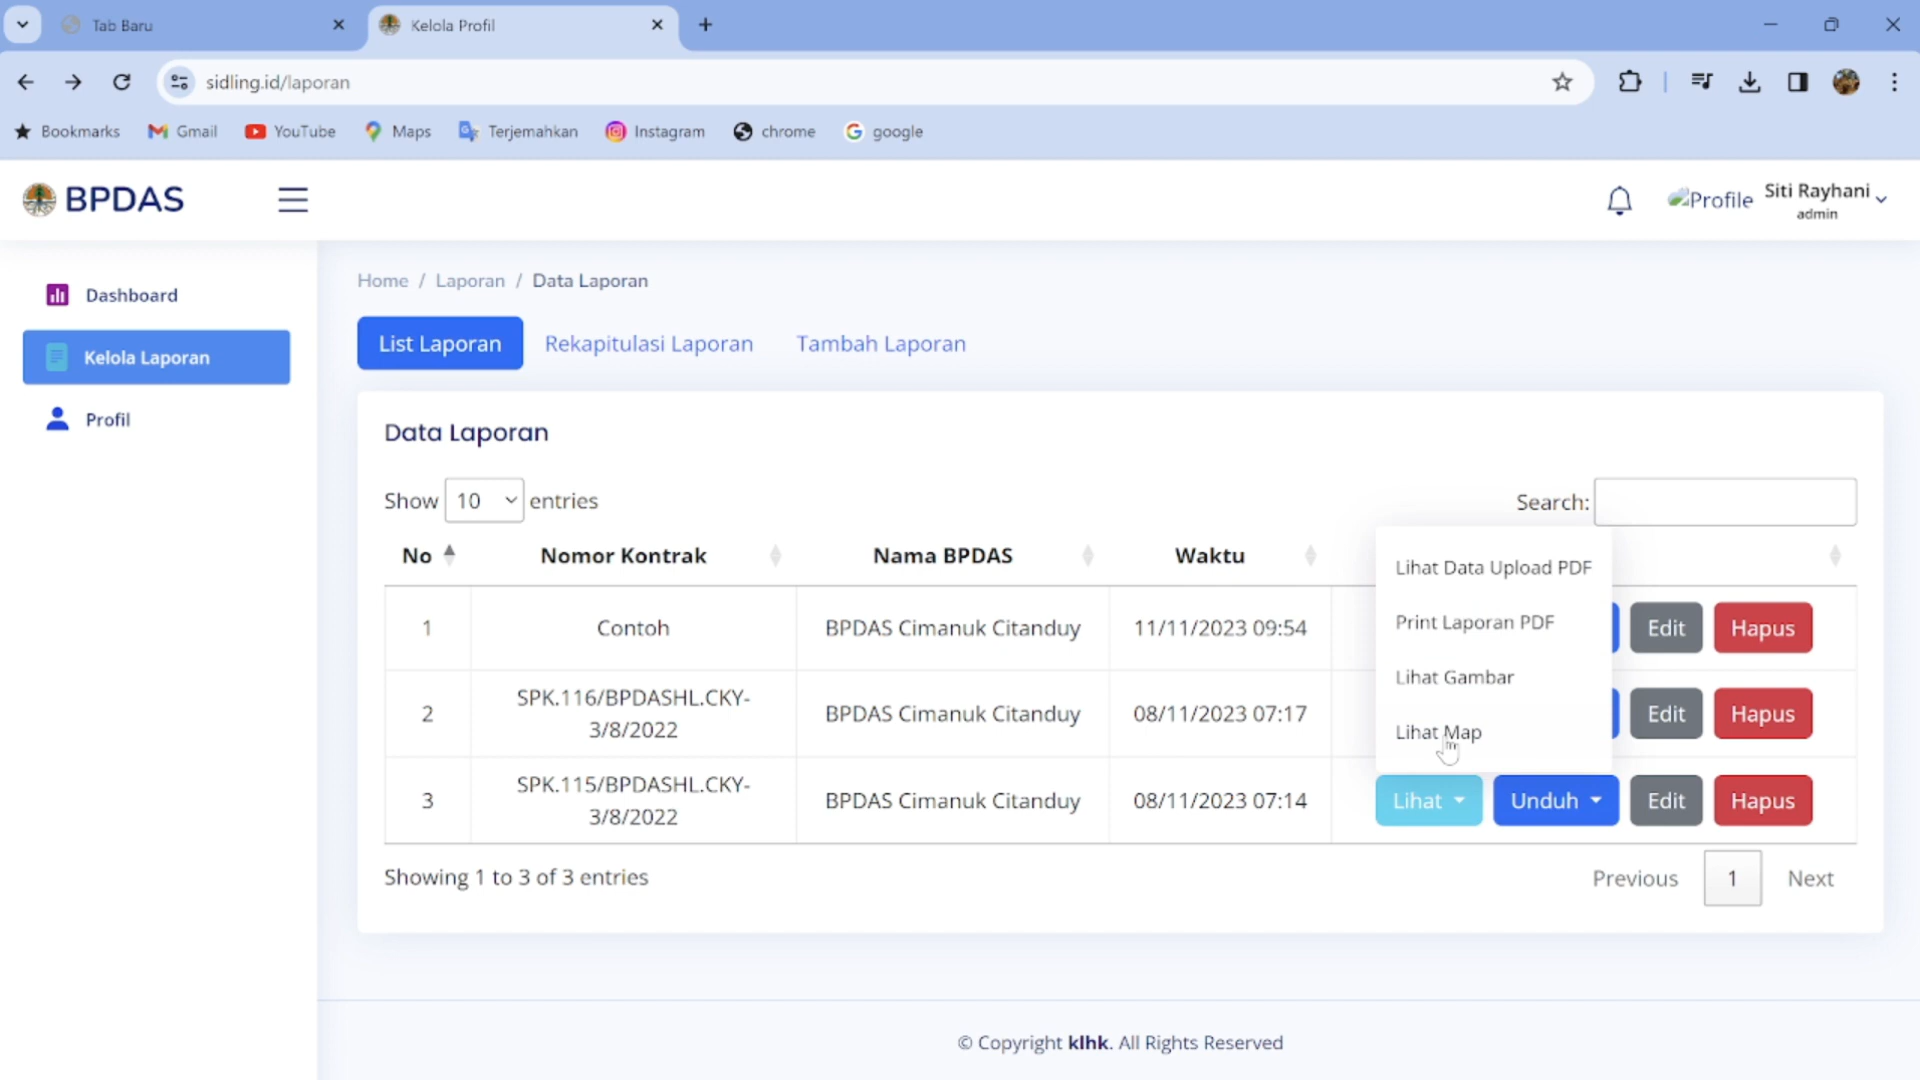 Tab Baru
Kelola Profil
sidling.id/laporan
Bookmarks
Gmail
YouTube
Maps
Terjemahkan
Instagram
chrome
google
BPDAS
Profile
Siti Rayhani
admin
Dashboard
Kelola Laporan
Profil
Home / Laporan / Data Laporan
List Laporan
Rekapitulasi Laporan
Tambah Laporan
Data Laporan
Show 10 entries
Search:
No
Nomor Kontrak
Nama BPDAS
Waktu
1
Contoh
BPDAS Cimanuk Citanduy
11/11/2023 09:54
Edit
Hapus
2
SPK.116/BPDASHL.CKY-
3/8/2022
BPDAS Cimanuk Citanduy
08/11/2023 07:17
Edit
Hapus
3
SPK.115/BPDASHL.CKY-
3/8/2022
BPDAS Cimanuk Citanduy
08/11/2023 07:14
Lihat
Unduh
Edit
Hapus
Lihat Data Upload PDF
Print Laporan PDF
Lihat Gambar
Lihat Map
Showing 1 to 3 of 3 entries
Previous
1
Next
© Copyright klhk. All Rights Reserved